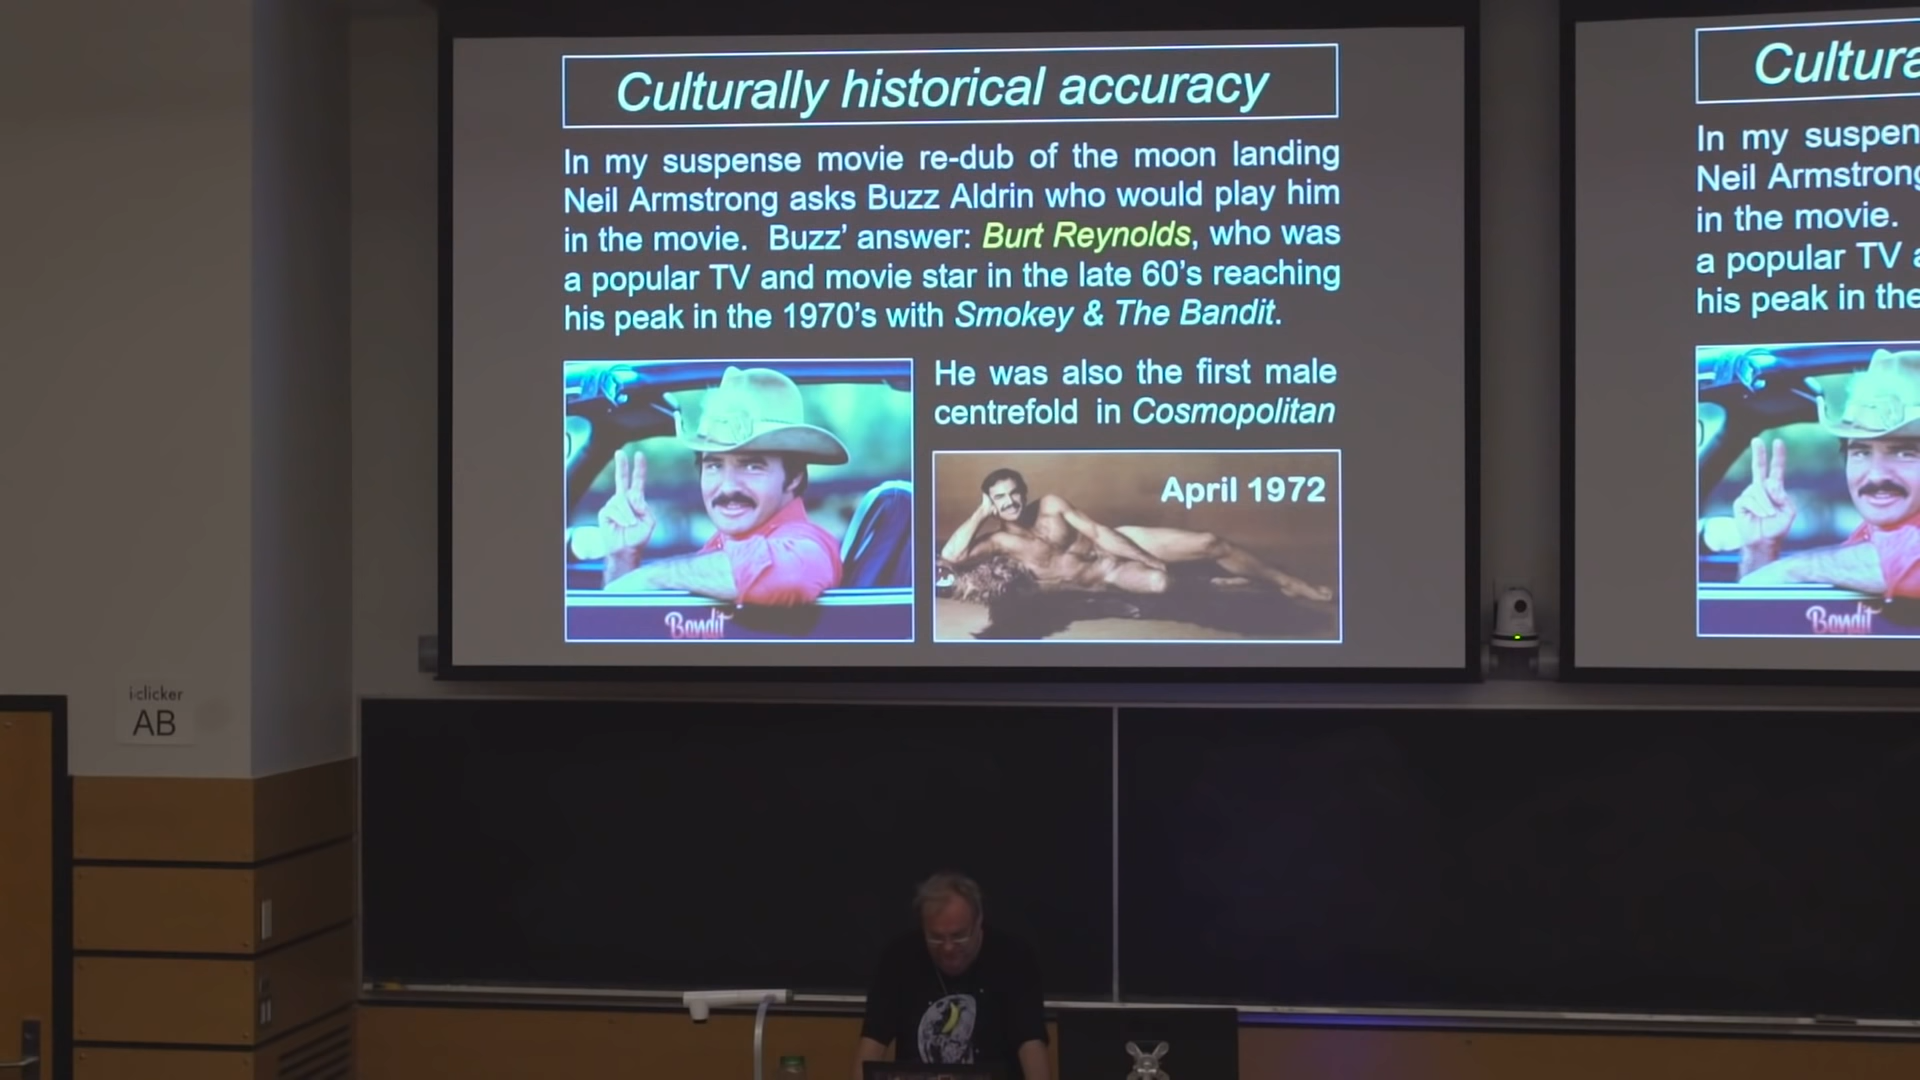 Culturally historical accuracy
In my suspense movie re-dub of the moon landing
Neil Armstrong asks Buzz Aldrin who would play him
in the movie. Buzz’ answer: Burt Reynolds, who was
a popular TV and movie star in the late 60’s reaching
his peak in the 1970’s with Smokey & The Bandit.
He was also the first male
centrefold in Cosmopolitan
April 1972
Bandit
Cultura
In my suspen
Neil Armstrong
in the movie.
a popular TV a
his peak in the
Bandit
i-clicker
AB